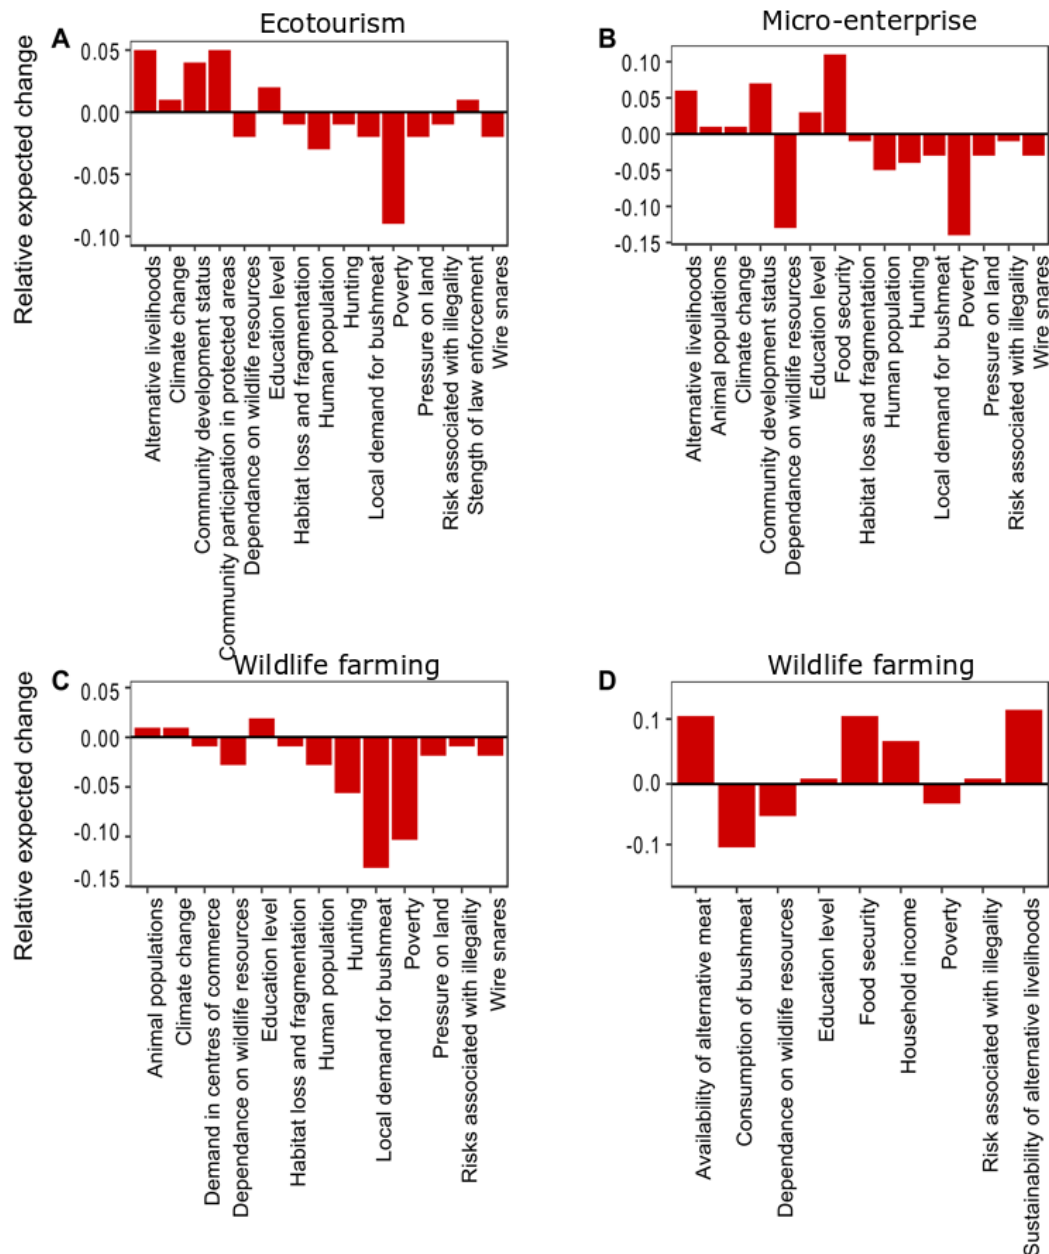 A
Ecotourism
Relative expected change
0.05
0.00
-0.05
-0.10
Alternative livelihoods
Climate change
Community development status
Community participation in protected areas
Dependance on wildlife resources
Education level
Habitat loss and fragmentation
Human population
Hunting
Local demand for bushmeat
Poverty
Pressure on land
Risk associated with illegality
Stength of law enforcement
Wire snares
B
Micro-enterprise
0.10
0.05
0.00
-0.05
-0.10
-0.15
Alternative livelihoods
Animal populations
Climate change
Community development status
Dependance on wildlife resources
Education level
Food security
Habitat loss and fragmentation
Human population
Hunting
Local demand for bushmeat
Poverty
Pressure on land
Risk associated with illegality
Wire snares
C
Wildlife farming
Relative expected change
0.05
0.00
-0.05
-0.10
-0.15
Animal populations
Climate change
Demand in centres of commerce
Dependance on wildlife resources
Education level
Habitat loss and fragmentation
Human population
Hunting
Local demand for bushmeat
Poverty
Pressure on land
Risks associated with illegality
Wire snares
D
Wildlife farming
0.1
0.0
-0.1
Availability of alternative meat
Consumption of bushmeat
Dependance on wildlife resources
Education level
Food security
Household income
Poverty
Risk associated with illegality
Sustainability of alternative livelihoods